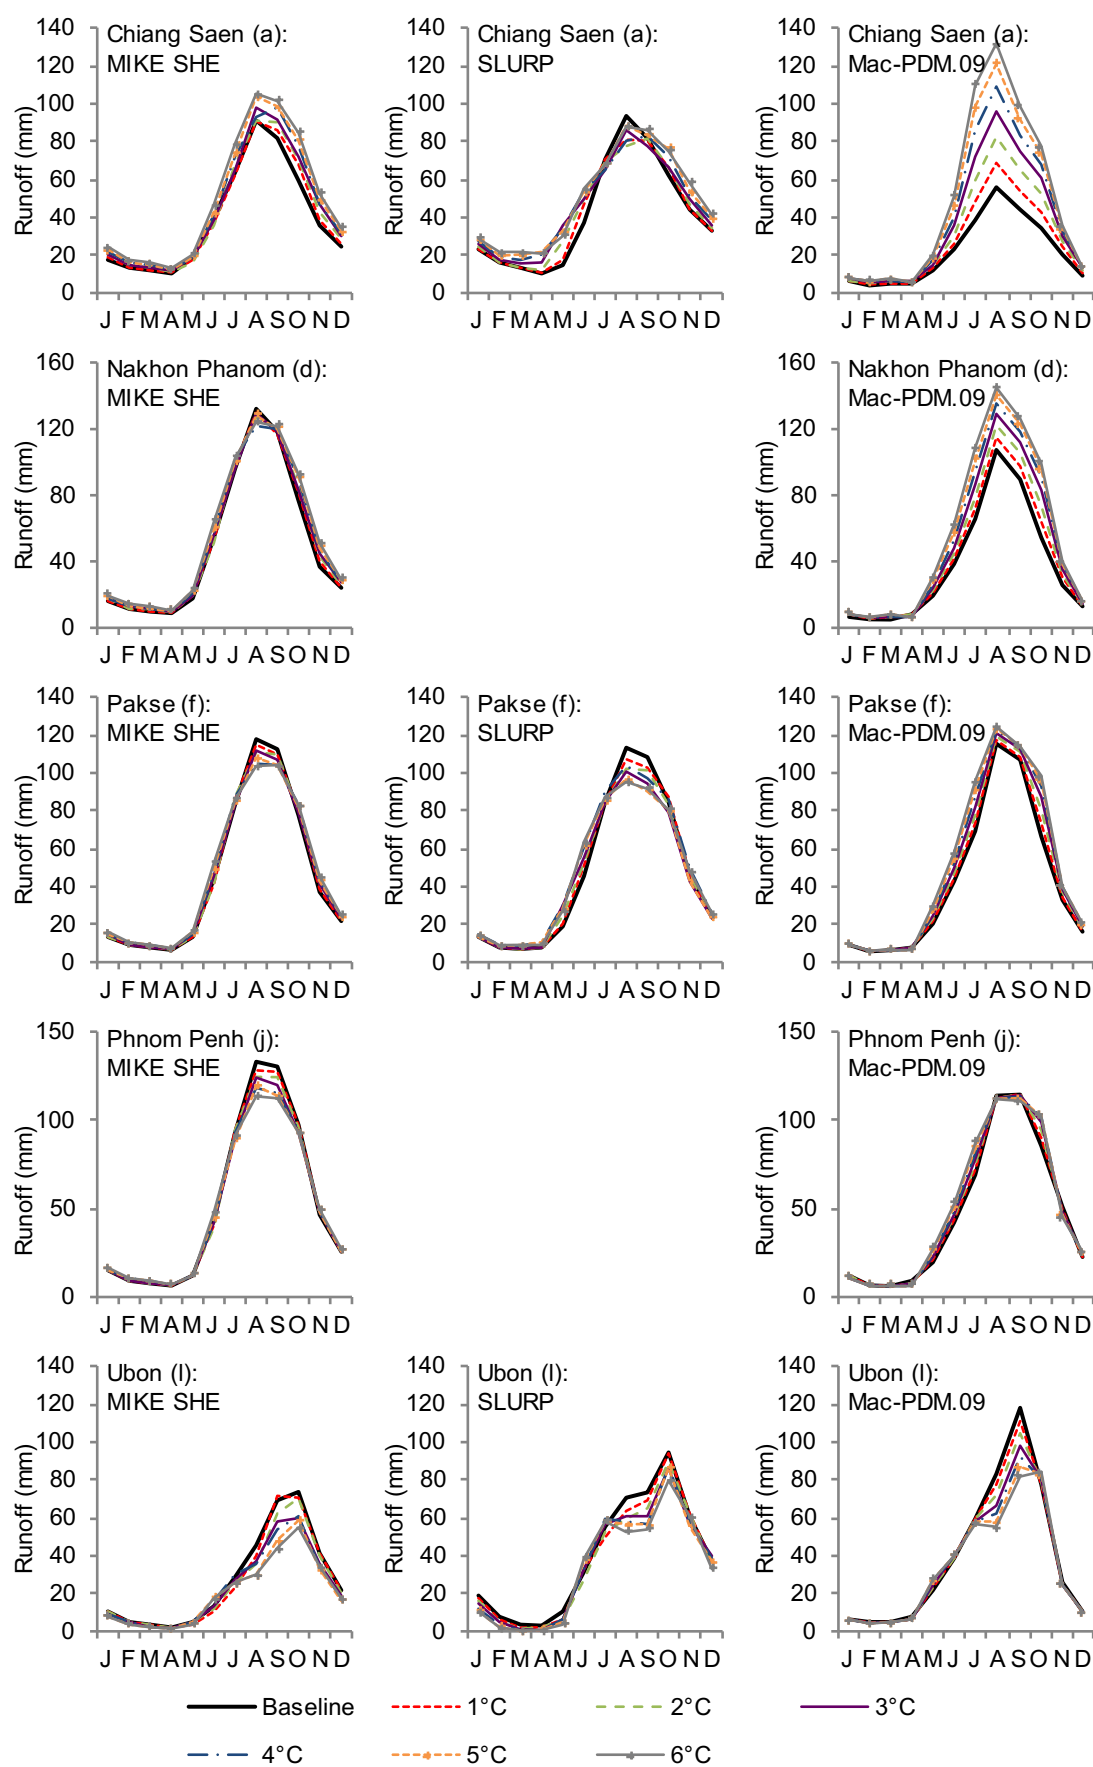 Chiang Saen (a):
MIKE SHE
Runoff (mm)
140
120
100
80
60
40
20
0
J F M A M J J A S O N D
Chiang Saen (a):
SLURP
Runoff (mm)
140
120
100
80
60
40
20
0
J F M A M J J A S O N D
Chiang Saen (a):
Mac-PDM.09
Runoff (mm)
140
120
100
80
60
40
20
0
J F M A M J J A S O N D
Nakhon Phanom (d):
MIKE SHE
Runoff (mm)
160
120
80
40
0
J F M A M J J A S O N D
Nakhon Phanom (d):
Mac-PDM.09
Runoff (mm)
160
120
80
40
0
J F M A M J J A S O N D
Pakse (f):
MIKE SHE
Runoff (mm)
140
120
100
80
60
40
20
0
J F M A M J J A S O N D
Pakse (f):
SLURP
Runoff (mm)
140
120
100
80
60
40
20
0
J F M A M J J A S O N D
Pakse (f):
Mac-PDM.09
Runoff (mm)
140
120
100
80
60
40
20
0
J F M A M J J A S O N D
Phnom Penh (j):
MIKE SHE
Runoff (mm)
150
100
50
0
J F M A M J J A S O N D
Phnom Penh (j):
Mac-PDM.09
Runoff (mm)
150
100
50
0
J F M A M J J A S O N D
Ubon (l):
MIKE SHE
Runoff (mm)
140
120
100
80
60
40
20
0
J F M A M J J A S O N D
Ubon (l):
SLURP
Runoff (mm)
140
120
100
80
60
40
20
0
J F M A M J J A S O N D
Ubon (l):
Mac-PDM.09
Runoff (mm)
140
120
100
80
60
40
20
0
J F M A M J J A S O N D
Baseline 1°C 2°C 3°C
4°C 5°C 6°C